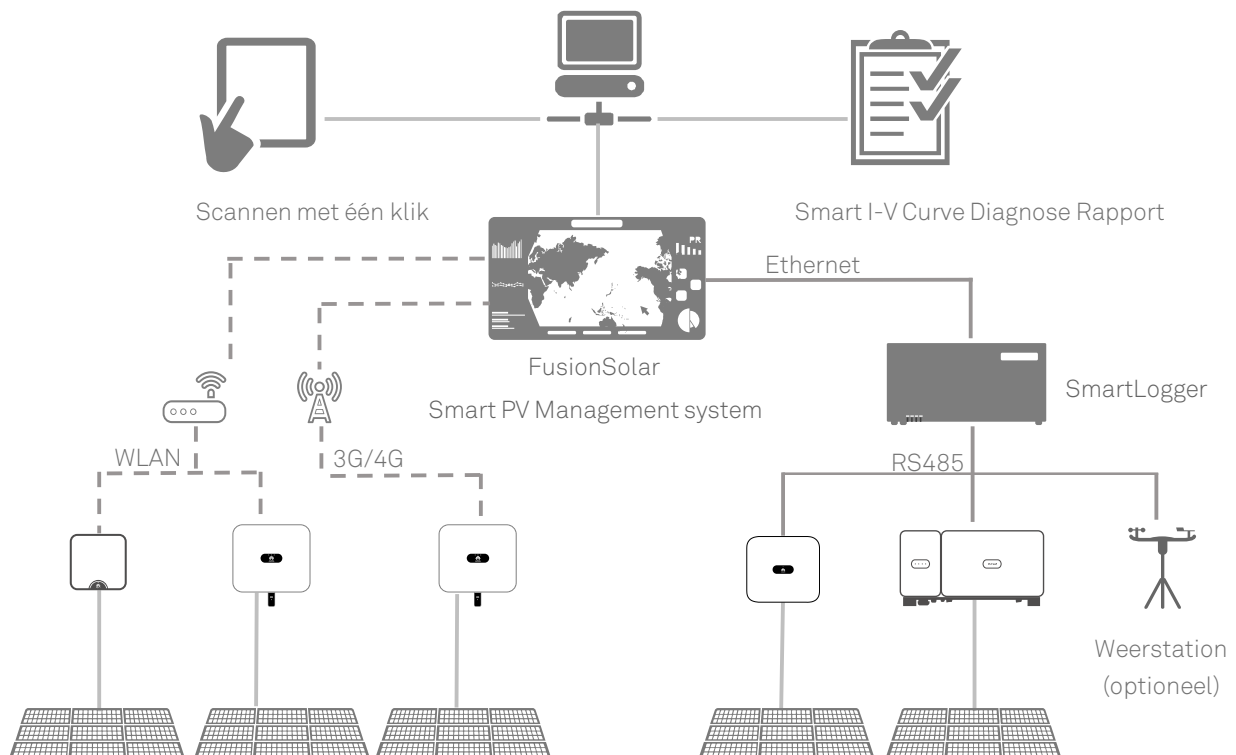 Scannen met één klik
Smart I-V Curve Diagnose Rapport
PR
Ethernet
FusionSolar
Smart PV Management system
SmartLogger
WLAN
3G/4G
RS485
Weerstation
(optioneel)